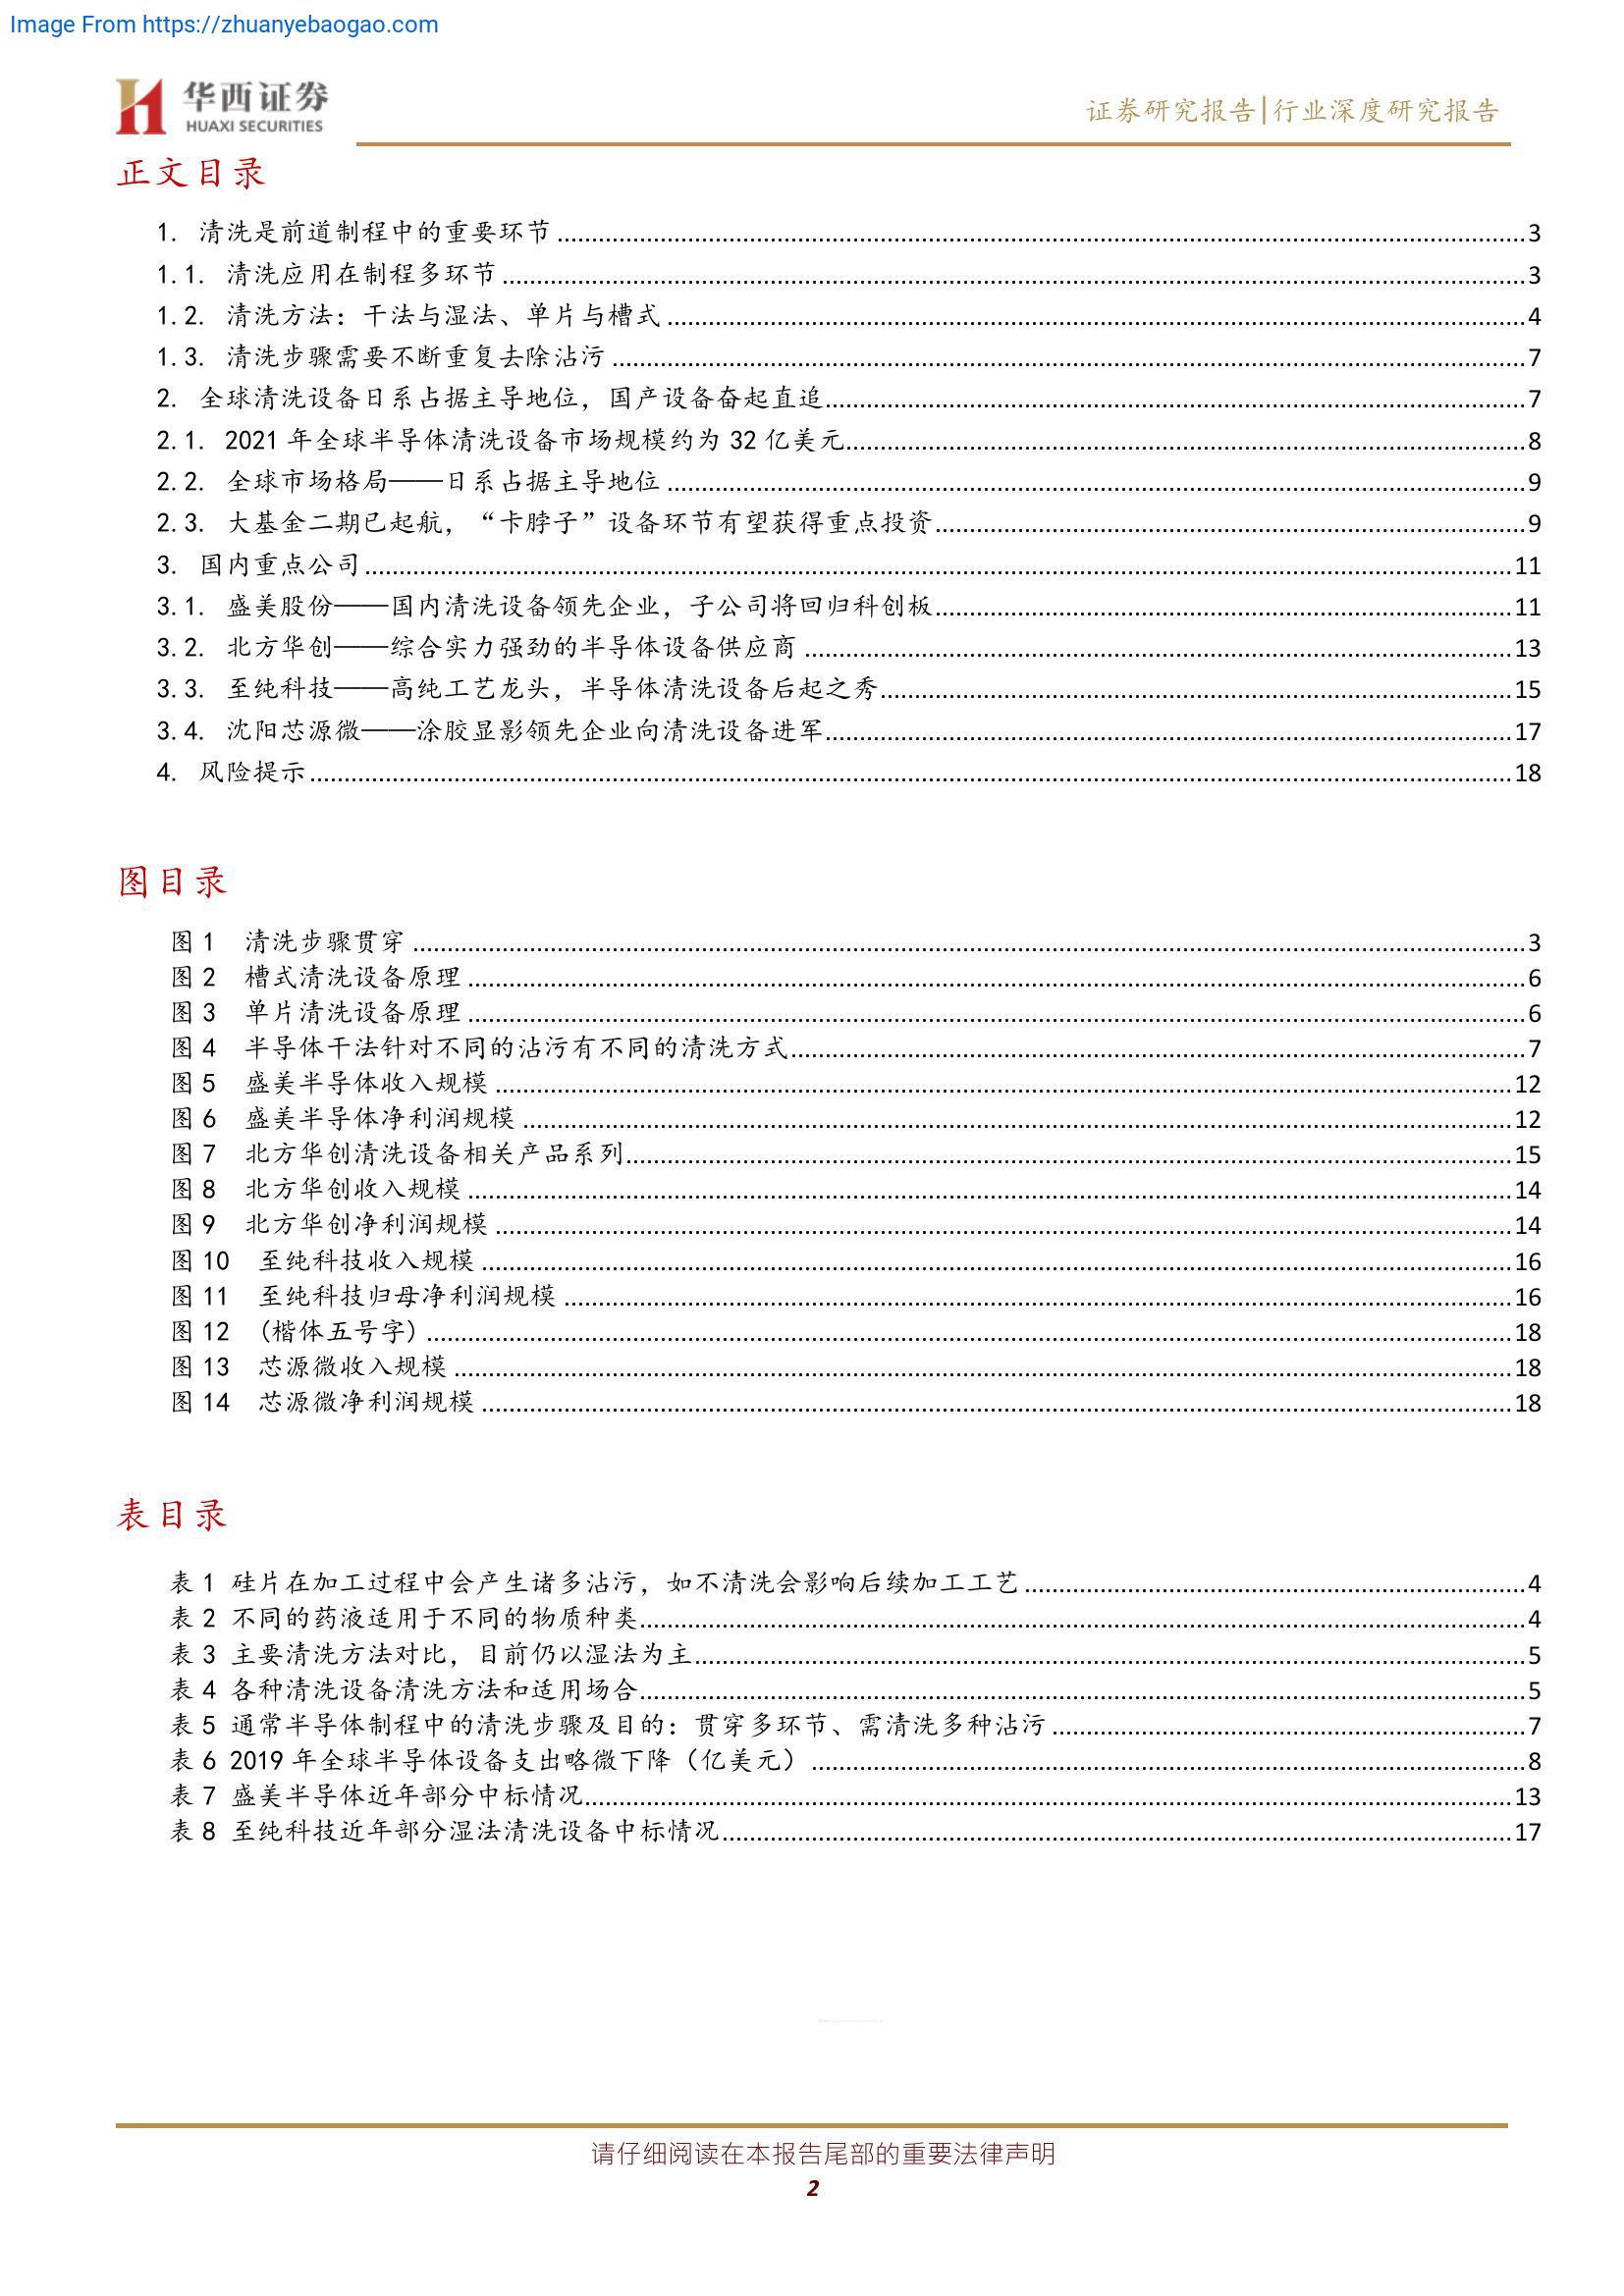 Image From https://zhuanyebaogao.com
华西证券
HUAXI SECURITIES
证券研究报告|行业深度研究报告
正文目录
1. 清洗是前道制程中的重要环节 3
1.1. 清洗应用在制程多环节 3
1.2. 清洗方法：干法与湿法、单片与槽式 4
1.3. 清洗步骤需要不断重复去除沾污 7
2. 全球清洗设备日系占据主导地位，国产设备奋起直追 7
2.1. 2021 年全球半导体清洗设备市场规模约为 32 亿美元 8
2.2. 全球市场格局——日系占据主导地位 9
2.3. 大基金二期已起航，“卡脖子”设备环节有望获得重点投资 9
3. 国内重点公司 11
3.1. 盛美股份——国内清洗设备领先企业，子公司将回归科创板 11
3.2. 北方华创——综合实力强劲的半导体设备供应商 13
3.3. 至纯科技——高纯工艺龙头，半导体清洗设备后起之秀 15
3.4. 沈阳芯源微——涂胶显影领先企业向清洗设备进军 17
4. 风险提示 18
图目录
图 1 清洗步骤贯穿 3
图 2 槽式清洗设备原理 6
图 3 单片清洗设备原理 6
图 4 半导体干法针对不同的沾污有不同的清洗方式 7
图 5 盛美半导体收入规模 12
图 6 盛美半导体净利润规模 12
图 7 北方华创清洗设备相关产品系列 15
图 8 北方华创收入规模 14
图 9 北方华创净利润规模 14
图 10 至纯科技收入规模 16
图 11 至纯科技归母净利润规模 16
图 12 (楷体五号字) 18
图 13 芯源微收入规模 18
图 14 芯源微净利润规模 18
表目录
表 1 硅片在加工过程中会产生诸多沾污，如不清洗会影响后续加工工艺 4
表 2 不同的药液适用于不同的物质种类 4
表 3 主要清洗方法对比，目前仍以湿法为主 5
表 4 各种清洗设备清洗方法和适用场合 5
表 5 通常半导体制程中的清洗步骤及目的：贯穿多环节、需清洗多种沾污 7
表 6 2019 年全球半导体设备支出略微下降（亿美元） 8
表 7 盛美半导体近年部分中标情况 13
表 8 至纯科技近年部分湿法清洗设备中标情况 17
请仔细阅读在本报告尾部的重要法律声明
2